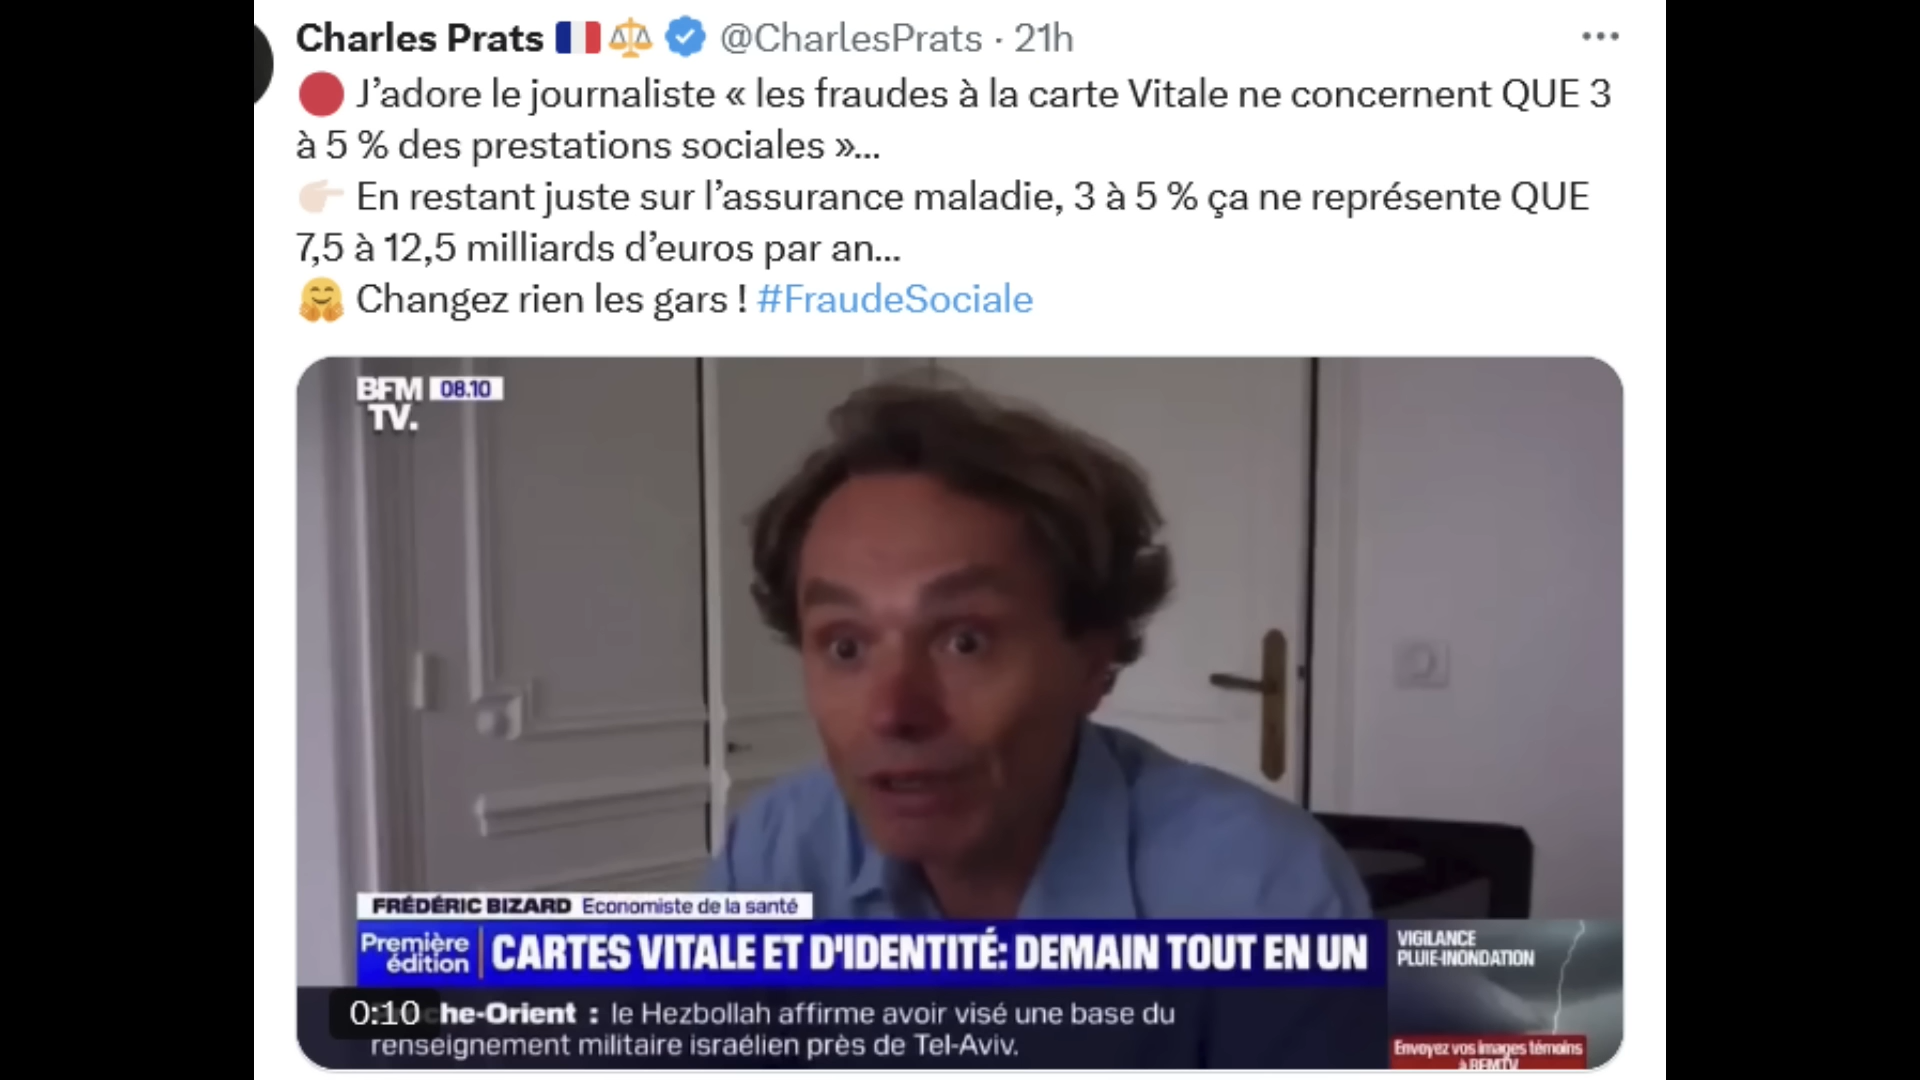 Charles Prats @CharlesPrats · 21h
J’adore le journaliste « les fraudes à la carte Vitale ne concernent QUE 3
à 5 % des prestations sociales »...
En restant juste sur l’assurance maladie, 3 à 5 % ça ne représente QUE
7,5 à 12,5 milliards d’euros par an...
Changez rien les gars ! #FraudeSociale
BFM 08.10
TV.
FRÉDÉRIC BIZARD Economiste de la santé
Première
édition
CARTES VITALE ET D'IDENTITÉ: DEMAIN TOUT EN UN
VIGILANCE
PLUIE-INONDATION
0:10
he-Orient : le Hezbollah affirme avoir visé une base du
renseignement militaire israélien près de Tel-Aviv.
Envoyez vos images témoins
à BFMTV